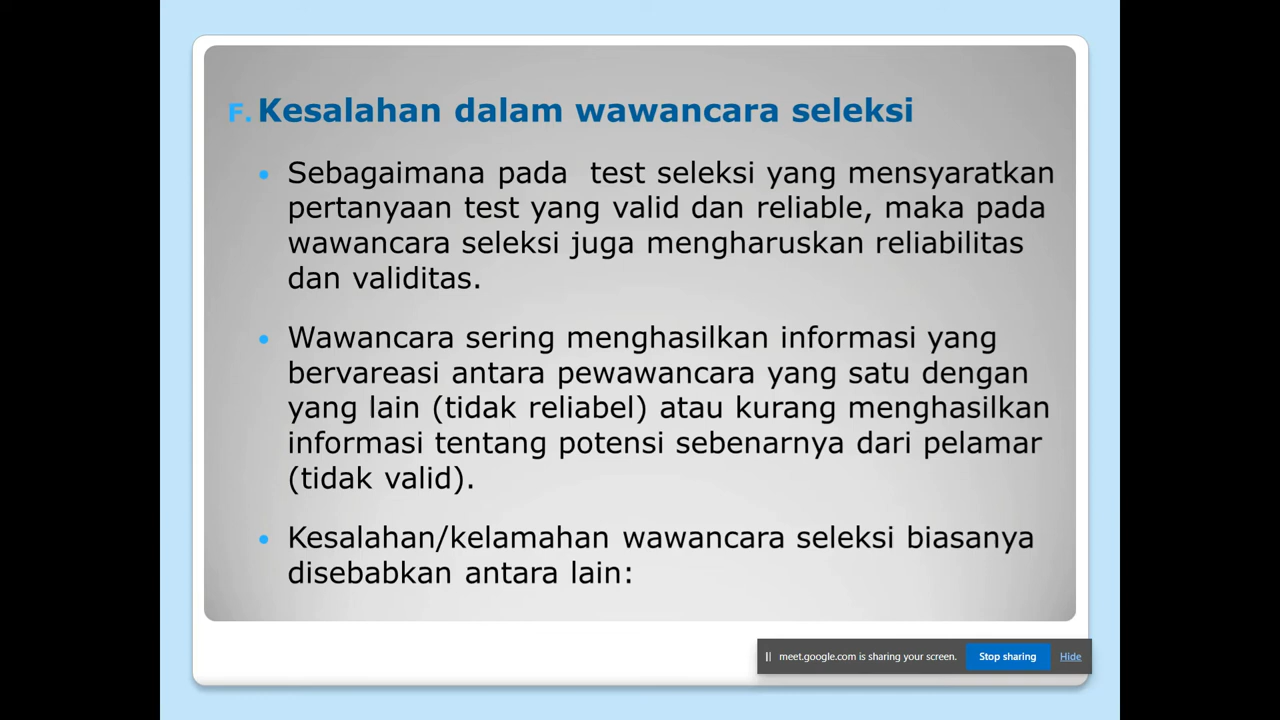 F. Kesalahan dalam wawancara seleksi
• Sebagaimana pada test seleksi yang mensyaratkan
pertanyaan test yang valid dan reliable, maka pada
wawancara seleksi juga mengharuskan reliabilitas
dan validitas.
• Wawancara sering menghasilkan informasi yang
bervareasi antara pewawancara yang satu dengan
yang lain (tidak reliabel) atau kurang menghasilkan
informasi tentang potensi sebenarnya dari pelamar
(tidak valid).
• Kesalahan/kelamahan wawancara seleksi biasanya
disebabkan antara lain:
meet.google.com is sharing your screen. Stop sharing Hide